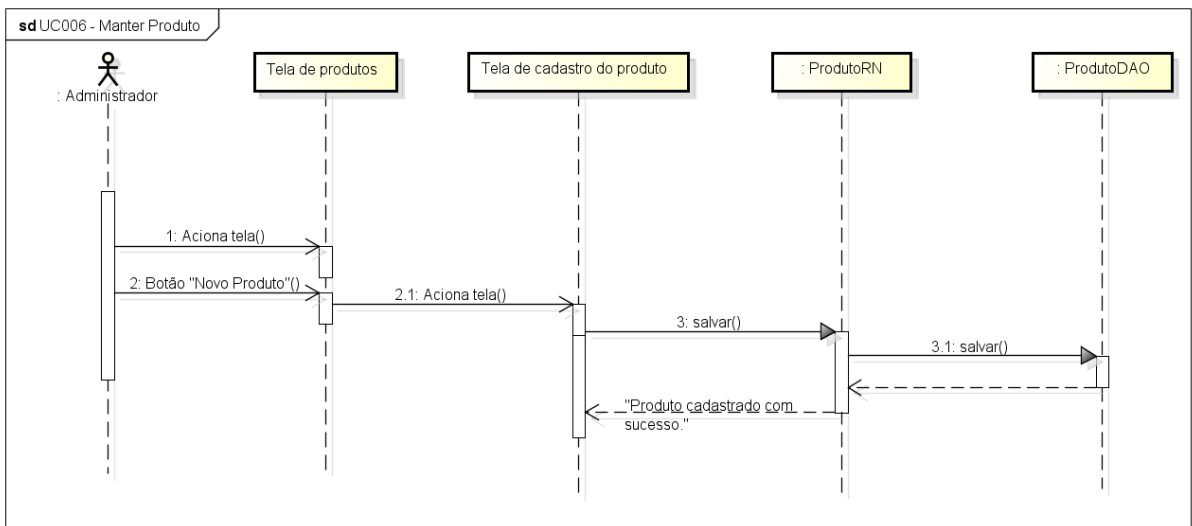 sd UC006 - Manter Produto
: Administrador
Tela de produtos
Tela de cadastro do produto
: ProdutoRN
: ProdutoDAO
1: Aciona tela()
2: Botão "Novo Produto"()
2.1: Aciona tela()
3: salvar()
3.1: salvar()
"Produto cadastrado com
sucesso."